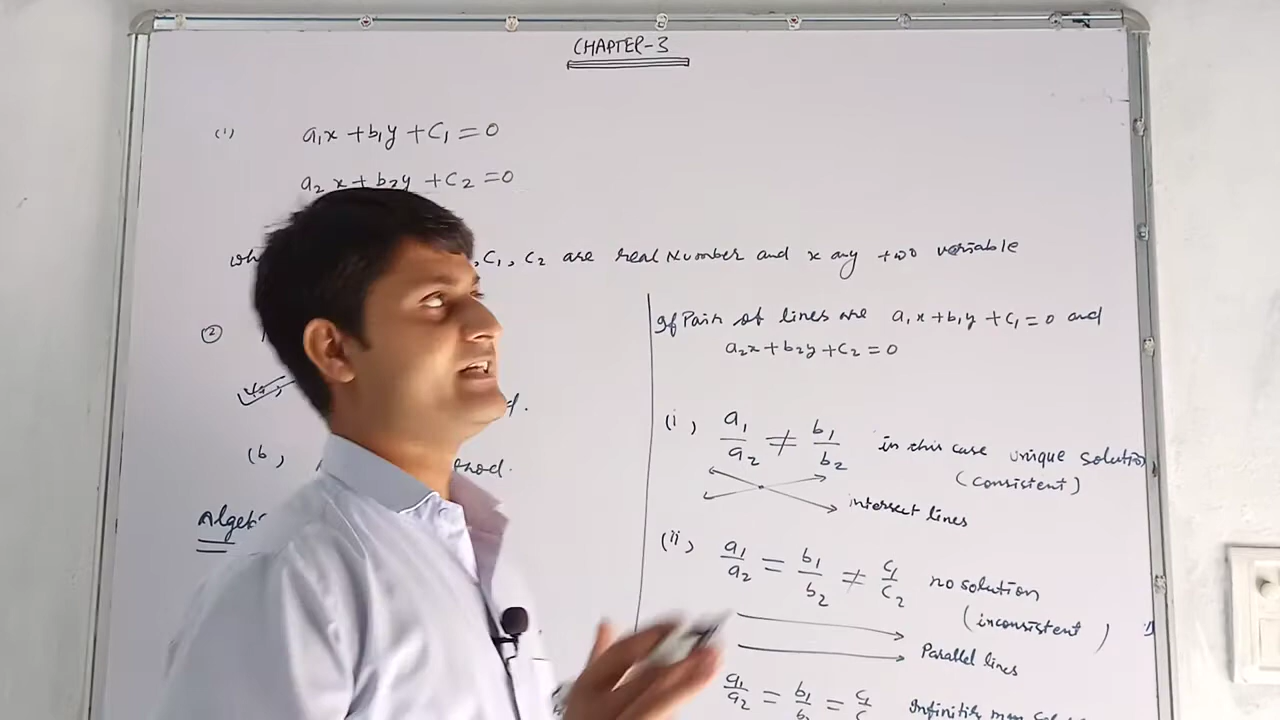 CHAPTER-3
(1) a₁x + b₁y + C₁ = 0
a₂x + b₂y + C₂ = 0
C₁, C₂ are real Number and x any two variable
②
(b,
Algeb
If Pair of lines are a₁x + b₁y + C₁ = 0 and
a₂x + b₂y + C₂ = 0
(i, a₁/a₂ ≠ b₁/b₂ in this case unique solution
(consistent)
intersect lines
(ii, a₁/a₂ = b₁/b₂ ≠ c₁/c₂ no solution
(inconsistent)
Parallel lines
a₁/a₂ = b₁/b₂ = c₁/c